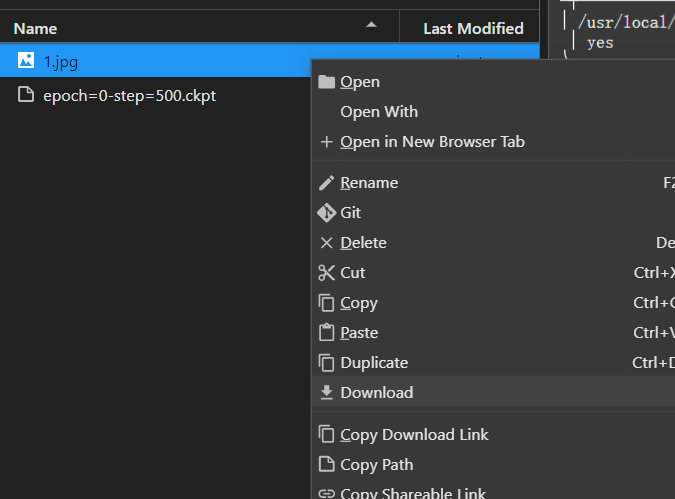 Name Last Modified
/usr/local/
yes
1.jpg
epoch=0-step=500.ckpt
Open
Open With
Open in New Browser Tab
Rename F2
Git
Delete De
Cut Ctrl+X
Copy Ctrl+C
Paste Ctrl+V
Duplicate Ctrl+D
Download
Copy Download Link
Copy Path
Copy Shareable Link